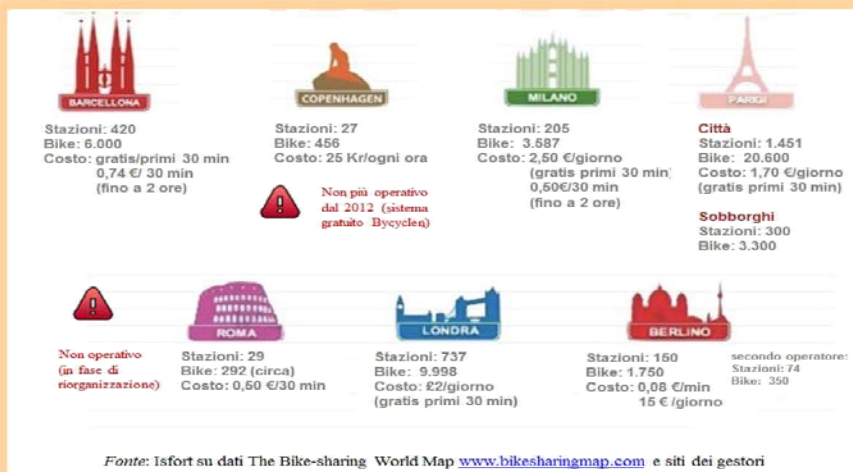 BARCELLONA
Stazioni: 420
Bike: 6.000
Costo: gratis/primi 30 min
0,74 €/ 30 min
(fino a 2 ore)
COPENHAGEN
Stazioni: 27
Bike: 456
Costo: 25 Kr/ogni ora
Non più operativo
dal 2012 (sistema
gratuito Bycyclen)
MILANO
Stazioni: 205
Bike: 3.587
Costo: 2,50 €/giorno
(gratis primi 30 min)
0,50€/30 min
(fino a 2 ore)
PARIGI
Città
Stazioni: 1.451
Bike: 20.600
Costo: 1,70 €/giorno
(gratis primi 30 min)
Sobborghi
Stazioni: 300
Bike: 3.300
Non operativo
(in fase di
riorganizzazione)
ROMA
Stazioni: 29
Bike: 292 (circa)
Costo: 0,50 €/30 min
LONDRA
Stazioni: 737
Bike: 9.998
Costo: £2/giorno
(gratis primi 30 min)
BERLINO
Stazioni: 150
Bike: 1.750
Costo: 0,08 €/min
15 € /giorno
secondo operatore:
Stazioni: 74
Bike: 350
Fonte: Isfort su dati The Bike-sharing World Map www.bikesharingmap.com e siti dei gestori